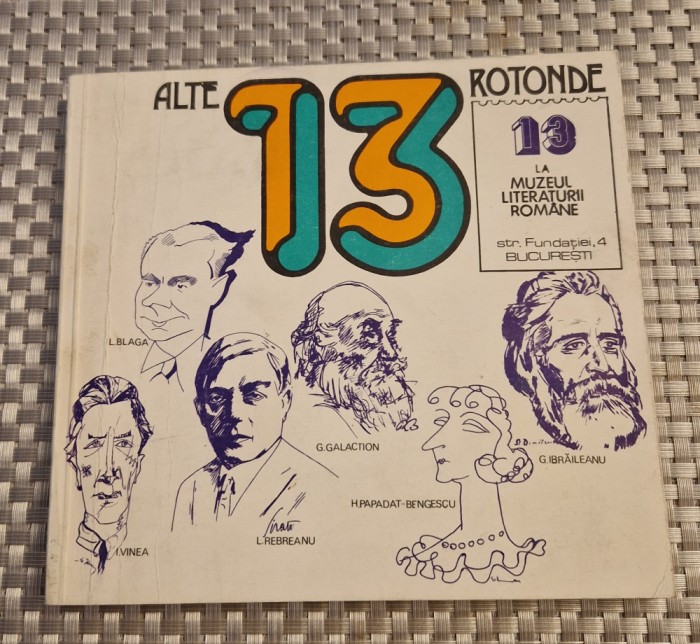 ALTE 13 ROTONDE
13
LA
MUZEUL
LITERATURII
ROMÂNE
str. Fundației, 4
BUCUREȘTI
L.BLAGA
G.GALACTION
G.IBRĂILEANU
H.PAPADAT-BENGESCU
L.REBREANU
I.VINEA